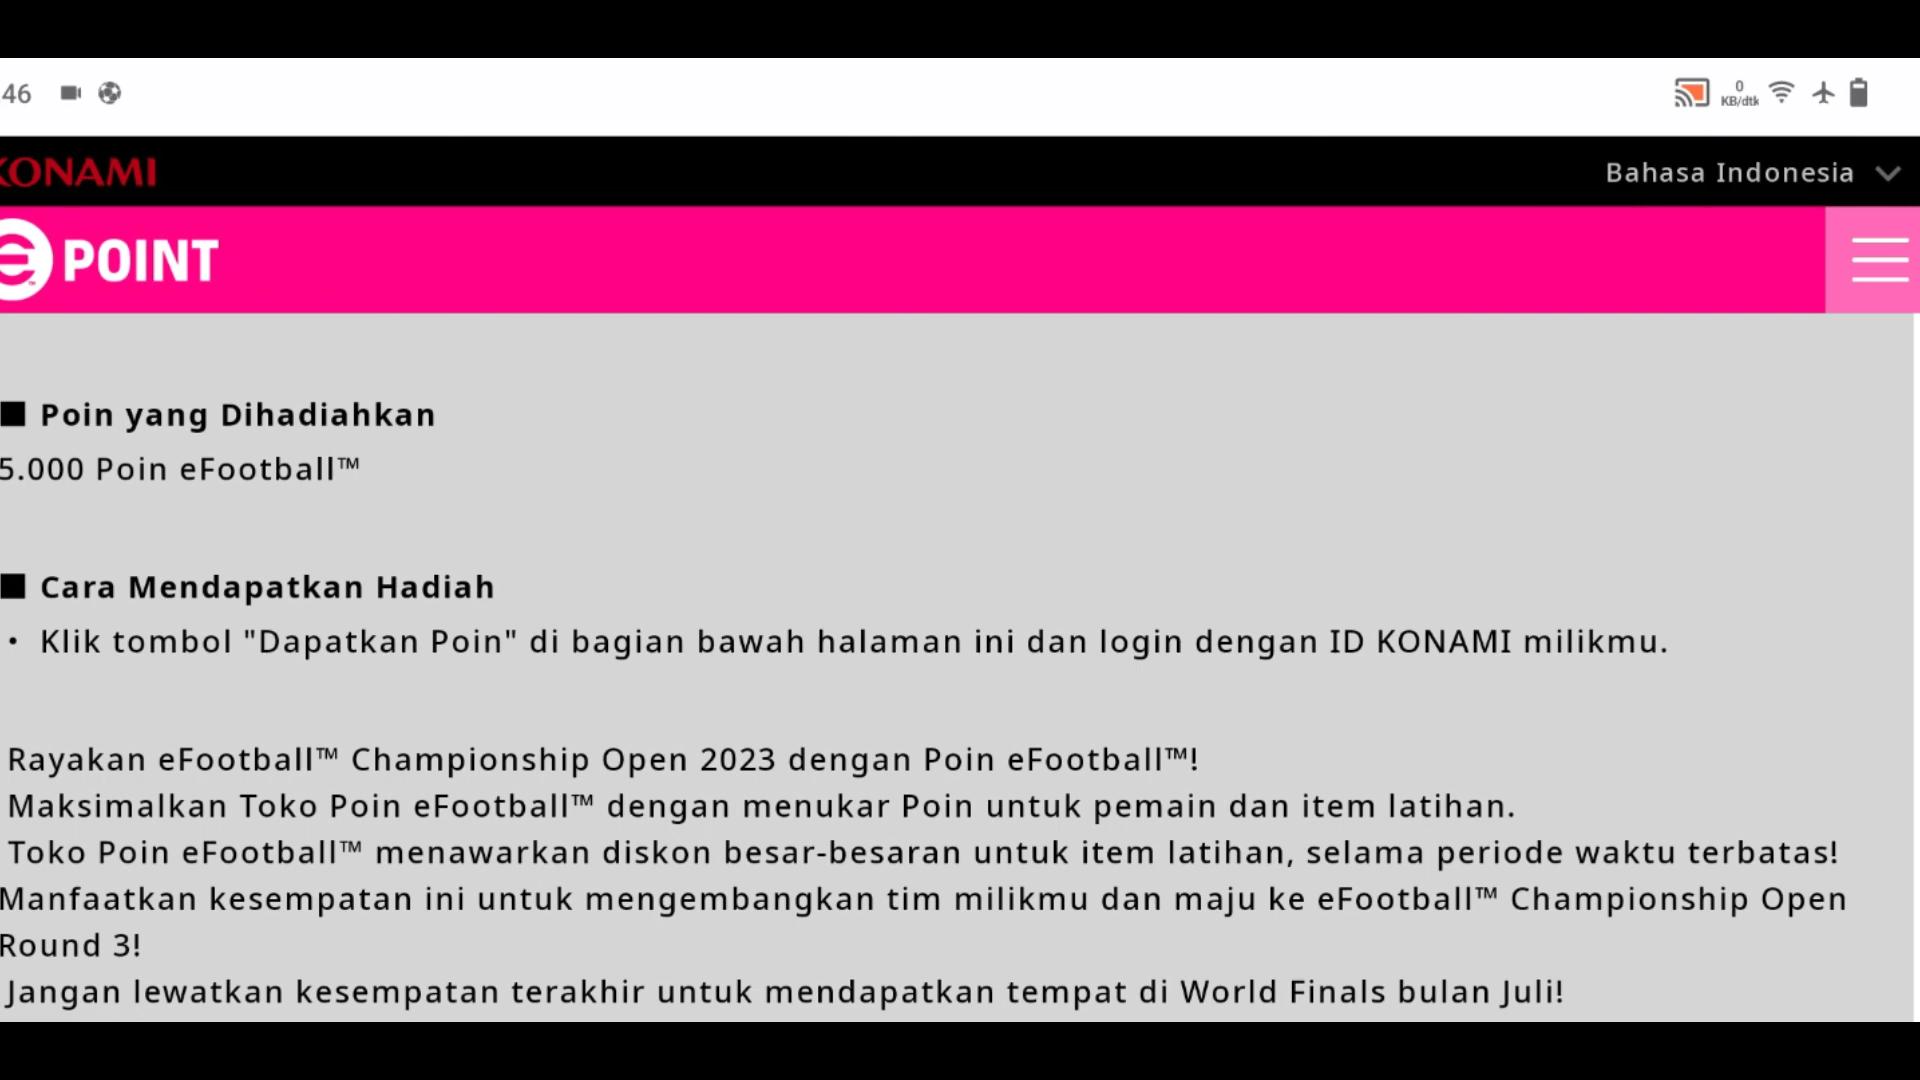 46
0
KB/dtk
KONAMI
Bahasa Indonesia
e POINT
■ Poin yang Dihadiahkan
5.000 Poin eFootball™
■ Cara Mendapatkan Hadiah
・ Klik tombol "Dapatkan Poin" di bagian bawah halaman ini dan login dengan ID KONAMI milikmu.
Rayakan eFootball™ Championship Open 2023 dengan Poin eFootball™!
Maksimalkan Toko Poin eFootball™ dengan menukar Poin untuk pemain dan item latihan.
Toko Poin eFootball™ menawarkan diskon besar-besaran untuk item latihan, selama periode waktu terbatas!
Manfaatkan kesempatan ini untuk mengembangkan tim milikmu dan maju ke eFootball™ Championship Open
Round 3!
Jangan lewatkan kesempatan terakhir untuk mendapatkan tempat di World Finals bulan Juli!